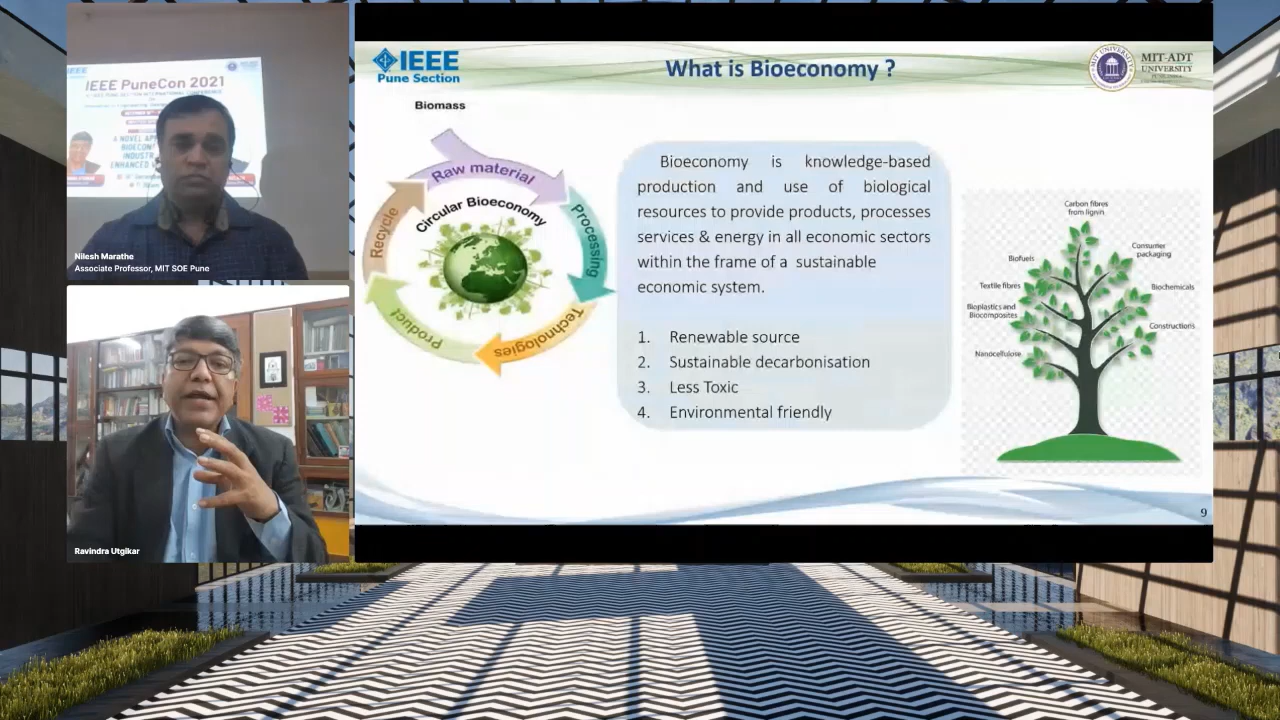 IEEE
IEEE PuneCon 2021
A NOVEL
ENHANCED
Nilesh Marathe
Associate Professor, MIT SOE Pune
Ravindra Utgikar
IEEE
Pune Section
What is Bioeconomy ?
MIT-ADT
UNIVERSITY
Biomass
Raw material
Processing
Technologies
Product
Recycle
Circular Bioeconomy
Bioeconomy is knowledge-based
production and use of biological
resources to provide products, processes
services & energy in all economic sectors
within the frame of a sustainable
economic system.
1. Renewable source
2. Sustainable decarbonisation
3. Less Toxic
4. Environmental friendly
Carbon fibres
from lignin
Consumer
packaging
Biofuels
Textile fibres
Biochemicals
Bioplastics and
Biocomposites
Constructions
Nanocellulose
9